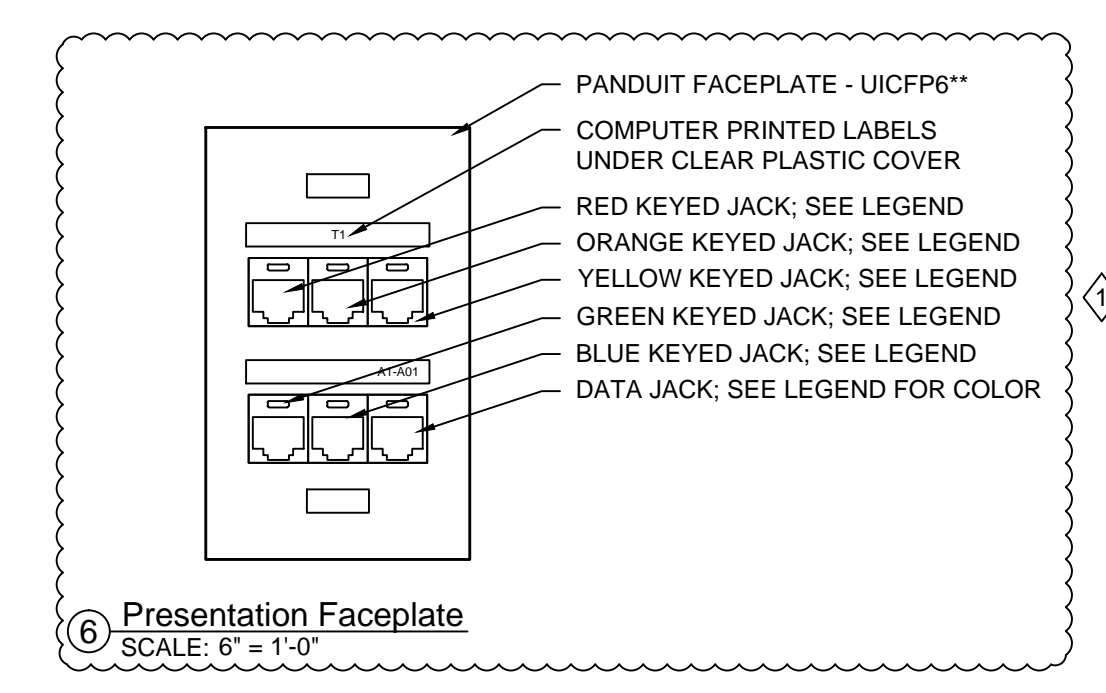 PANDUIT FACEPLATE - UICFP6**
COMPUTER PRINTED LABELS
UNDER CLEAR PLASTIC COVER
RED KEYED JACK; SEE LEGEND
ORANGE KEYED JACK; SEE LEGEND
YELLOW KEYED JACK; SEE LEGEND
GREEN KEYED JACK; SEE LEGEND
BLUE KEYED JACK; SEE LEGEND
DATA JACK; SEE LEGEND FOR COLOR
T1
A1-A01
1
6 Presentation Faceplate
SCALE: 6" = 1'-0"